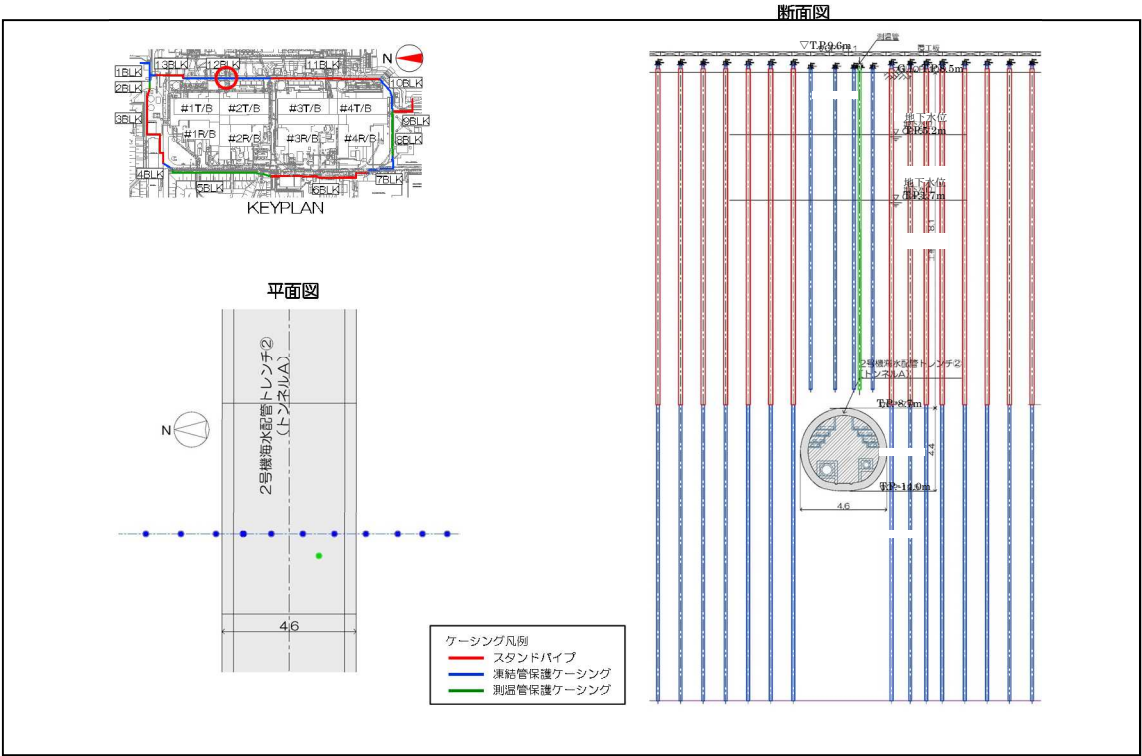 断面図
1BLK
2BLK
3BLK
4BLK
5BLK
6BLK
7BLK
8BLK
9BLK
10BLK
11BLK
12BLK
13BLK
N
#1T/B
#2T/B
#3T/B
#4T/B
#1R/B
#2R/B
#3R/B
#4R/B
KEYPLAN
平面図
2号機海水配管トレンチ②
(トンネルA)
N
4.6
ケーシング凡例
スタンドパイプ
凍結管保護ケーシング
測温管保護ケーシング
▽T.P.9.6m
測温管
地下水位
地下水位
2号機海水配管トレンチ②
(トンネルA)
4.4
4.6